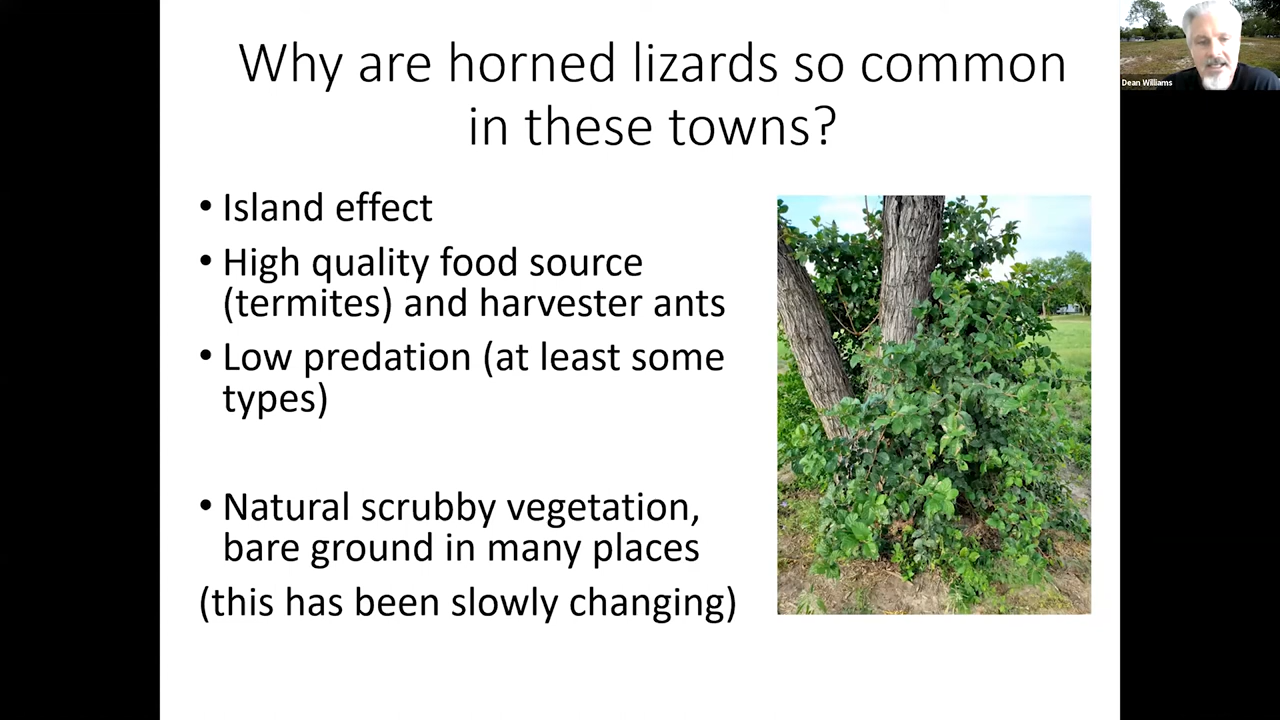 Why are horned lizards so common
in these towns?
• Island effect
• High quality food source
(termites) and harvester ants
• Low predation (at least some
types)
• Natural scrubby vegetation,
bare ground in many places
(this has been slowly changing)
Dean Williams